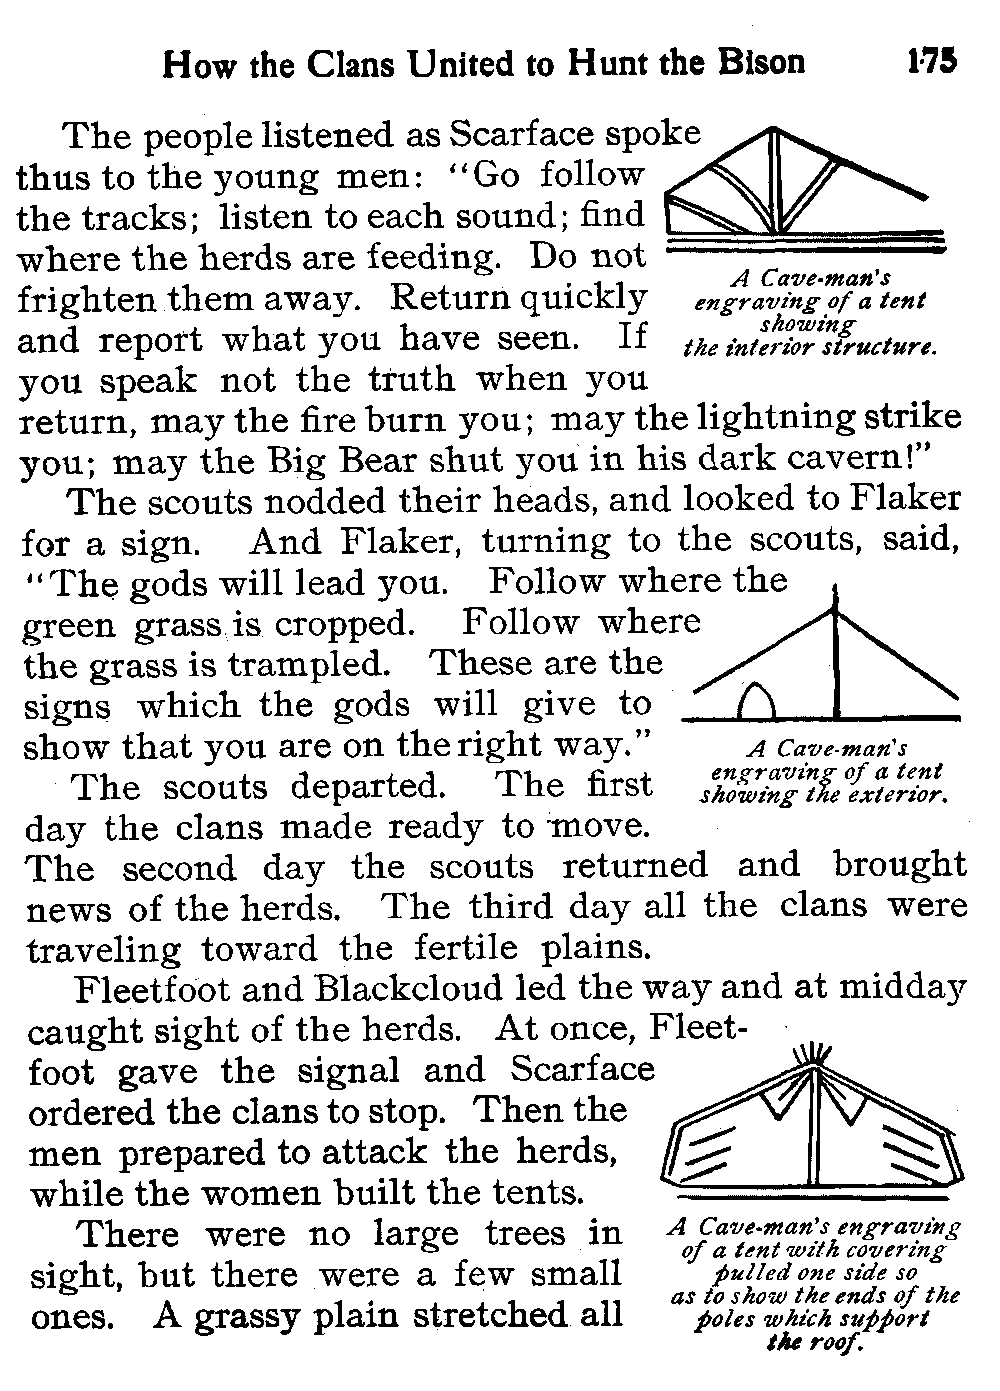 How the Clans United to Hunt the Bison 175
The people listened as Scarface spoke
thus to the young men: "Go follow
the tracks; listen to each sound; find
where the herds are feeding. Do not
frighten them away. Return quickly
and report what you have seen. If
you speak not the truth when you
return, may the fire burn you; may the lightning strike
you; may the Big Bear shut you in his dark cavern!"
A Cave-man's
engraving of a tent
showing
the interior structure.
The scouts nodded their heads, and looked to Flaker
for a sign. And Flaker, turning to the scouts, said,
"The gods will lead you. Follow where the
green grass is cropped. Follow where
the grass is trampled. These are the
signs which the gods will give to
show that you are on the right way."
A Cave-man's
engraving of a tent
showing the exterior.
The scouts departed. The first
day the clans made ready to move.
The second day the scouts returned and brought
news of the herds. The third day all the clans were
traveling toward the fertile plains.
Fleetfoot and Blackcloud led the way and at midday
caught sight of the herds. At once, Fleet-
foot gave the signal and Scarface
ordered the clans to stop. Then the
men prepared to attack the herds,
while the women built the tents.
There were no large trees in
sight, but there were a few small
ones. A grassy plain stretched all
A Cave-man's engraving
of a tent with covering
pulled one side so
as to show the ends of the
poles which support
the roof.